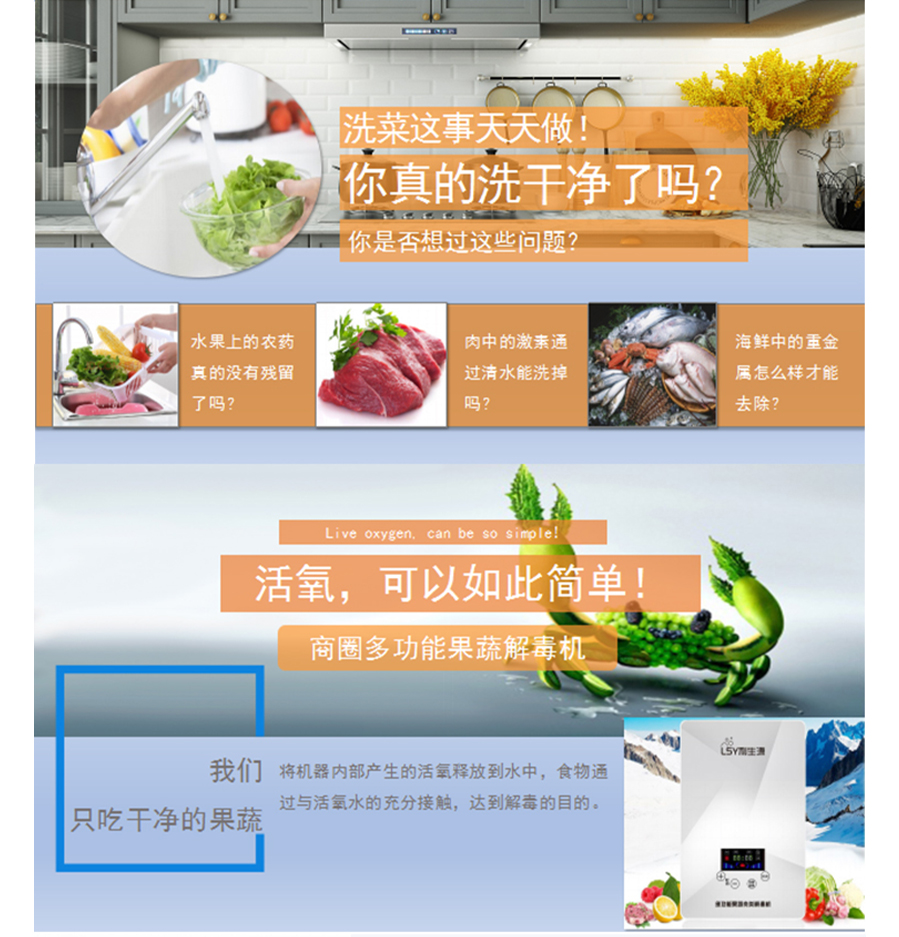 洗菜这事天天做！
你真的洗干净了吗？
你是否想过这些问题？
水果上的农药
真的没有残留
了吗？
肉中的激素通
过清水能洗掉
吗？
海鲜中的重金
属怎么样才能
去除？
Live oxygen, can be so simple!
活氧，可以如此简单！
商圈多功能果蔬解毒机
我们
只吃干净的果蔬
将机器内部产生的活氧释放到水中，食物通
过与活氧水的充分接触，达到解毒的目的。